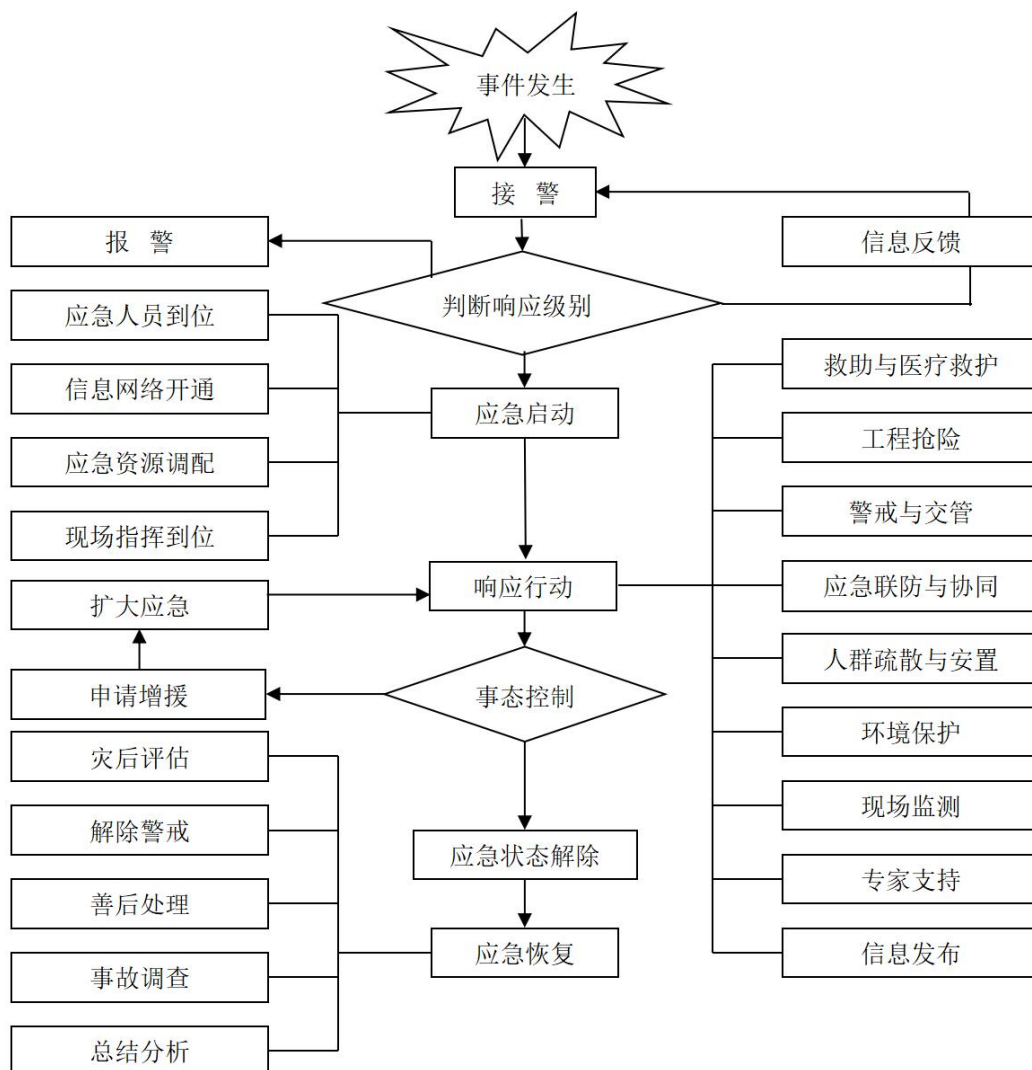 事件发生
接 警
报 警
信息反馈
判断响应级别
应急人员到位
信息网络开通
应急启动
应急资源调配
现场指挥到位
救助与医疗救护
工程抢险
警戒与交管
应急联防与协同
人群疏散与安置
环境保护
现场监测
专家支持
信息发布
响应行动
扩大应急
申请增援
事态控制
灾后评估
解除警戒
善后处理
事故调查
总结分析
应急状态解除
应急恢复